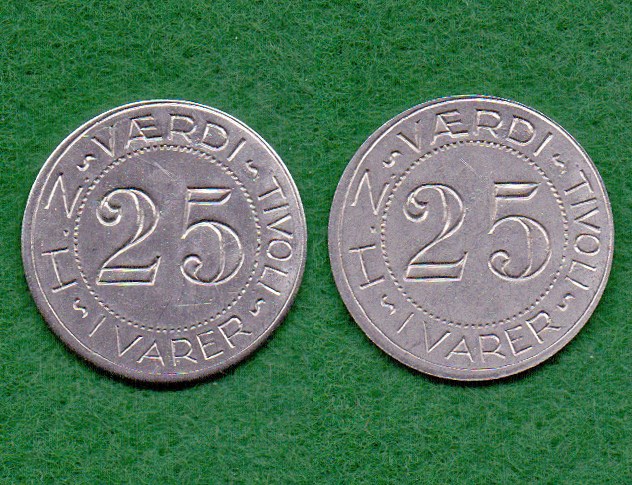 VÆRDI
TIVOLI
I VARER
H. N
25
VÆRDI
TIVOLI
I VARER
H. N
25